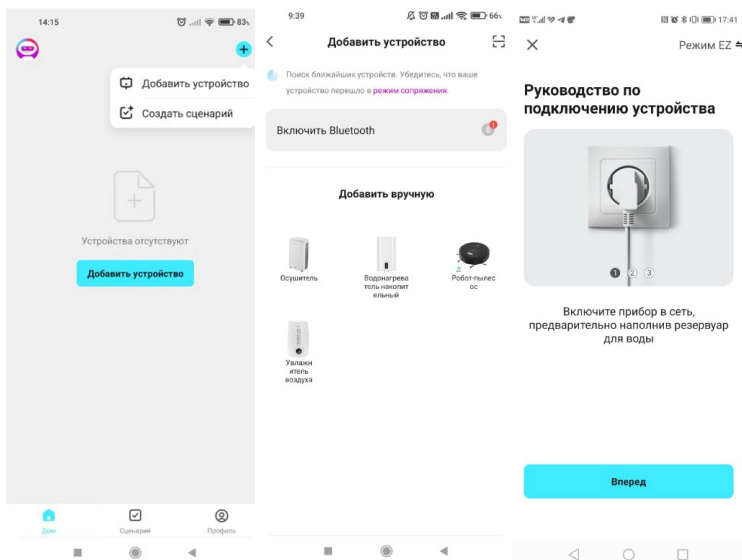 14:15
83%
Добавить устройство
Создать сценарий
Устройства отсутствуют
Добавить устройство
Дом
Сценарий
Профиль
9:39
66%
Добавить устройство
Поиск ближайших устройств. Убедитесь, что ваше
устройство перешло в режим сопряжения.
Включить Bluetooth
Добавить вручную
Осушитель
Водонагрева
тель накопит
ельный
Робот-пылес
ос
Увлажн
итель
воздуха
17:41
Режим EZ
Руководство по
подключению устройства
1 2 3
Включите прибор в сеть,
предварительно наполнив резервуар
для воды
Вперед